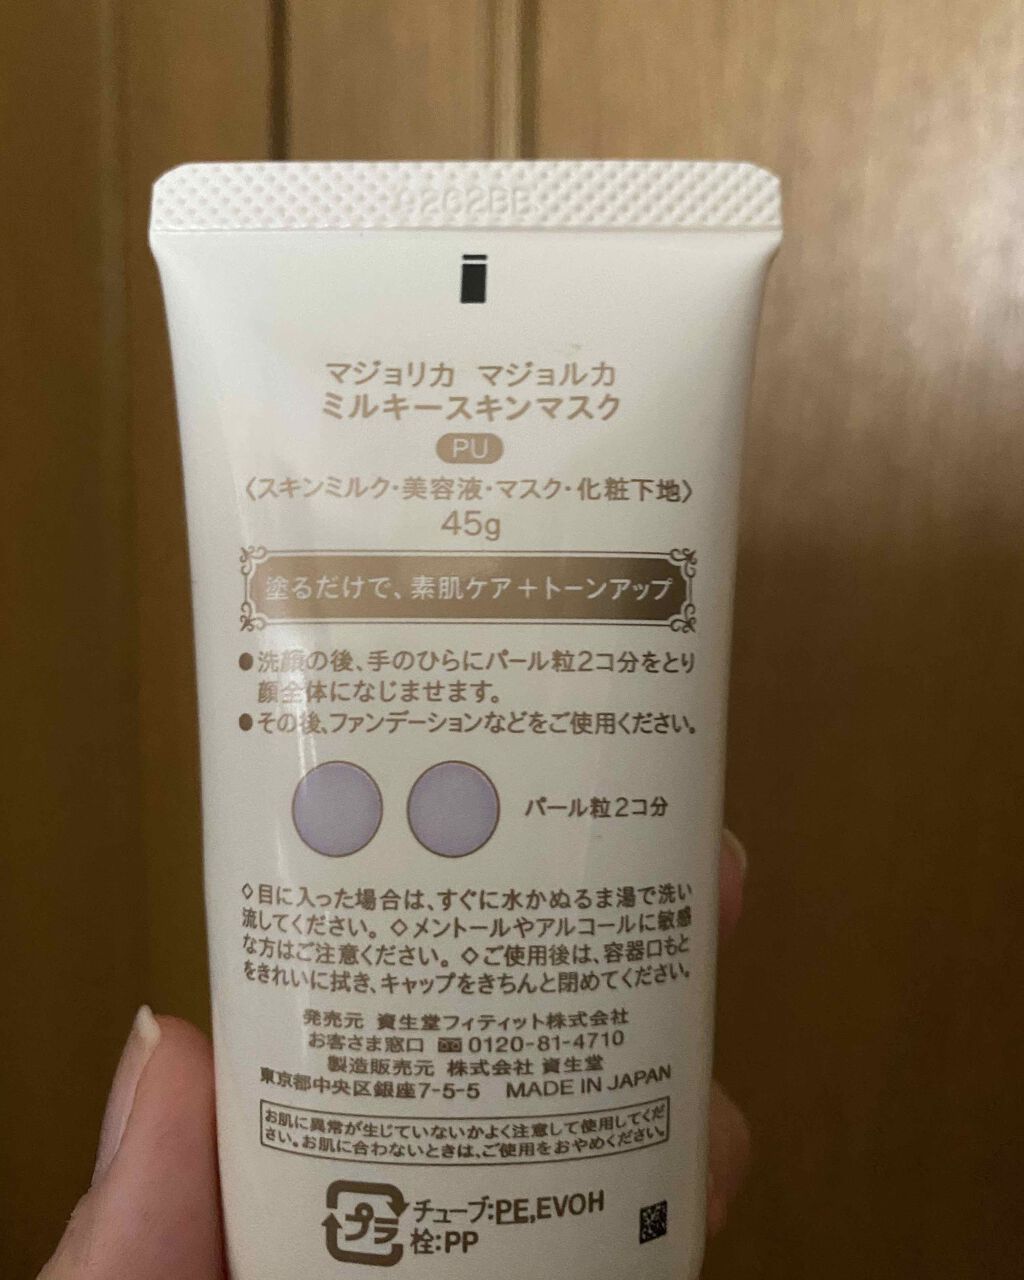 マジョリカ マジョルカ
ミルキースキンマスク
PU
〈スキンミルク・美容液・マスク・化粧下地〉
45g
塗るだけで、素肌ケア+トーンアップ
●洗顔の後、手のひらにパール粒2コ分をとり
顔全体になじませます。
●その後、ファンデーションなどをご使用ください。
パール粒2コ分
◇目に入った場合は、すぐに水かぬるま湯で洗い
流してください。◇メントールやアルコールに敏感
な方はご注意ください。◇ご使用後は、容器口もと
をきれいに拭き、キャップをきちんと閉めてください。
発売元 資生堂フィティット株式会社
お客さま窓口 0120-81-4710
製造販売元 株式会社 資生堂
東京都中央区銀座7-5-5 MADE IN JAPAN
お肌に異常が生じていないかよく注意して使用してくだ
さい。お肌に合わないときは、ご使用をおやめください。
プラ
チューブ:PE,EVOH
栓:PP